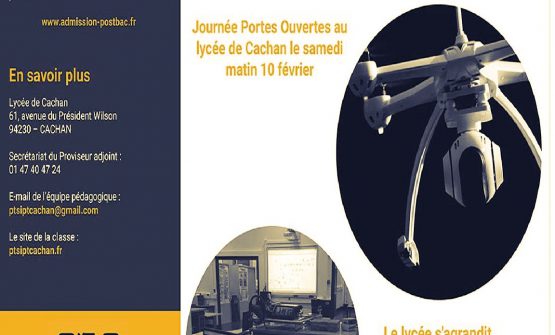 www.admission-postbac.fr
En savoir plus
Lycée de Cachan
61, avenue du Président Wilson
94230 – CACHAN
Secrétariat du Proviseur adjoint :
01 47 40 47 24
E-mail de l'équipe pédagogique :
ptsiptcachan@gmail.com
Le site de la classe :
ptsiptcachan.fr
Journée Portes Ouvertes au
lycée de Cachan le samedi
matin 10 février
Le lycée s'agrandit